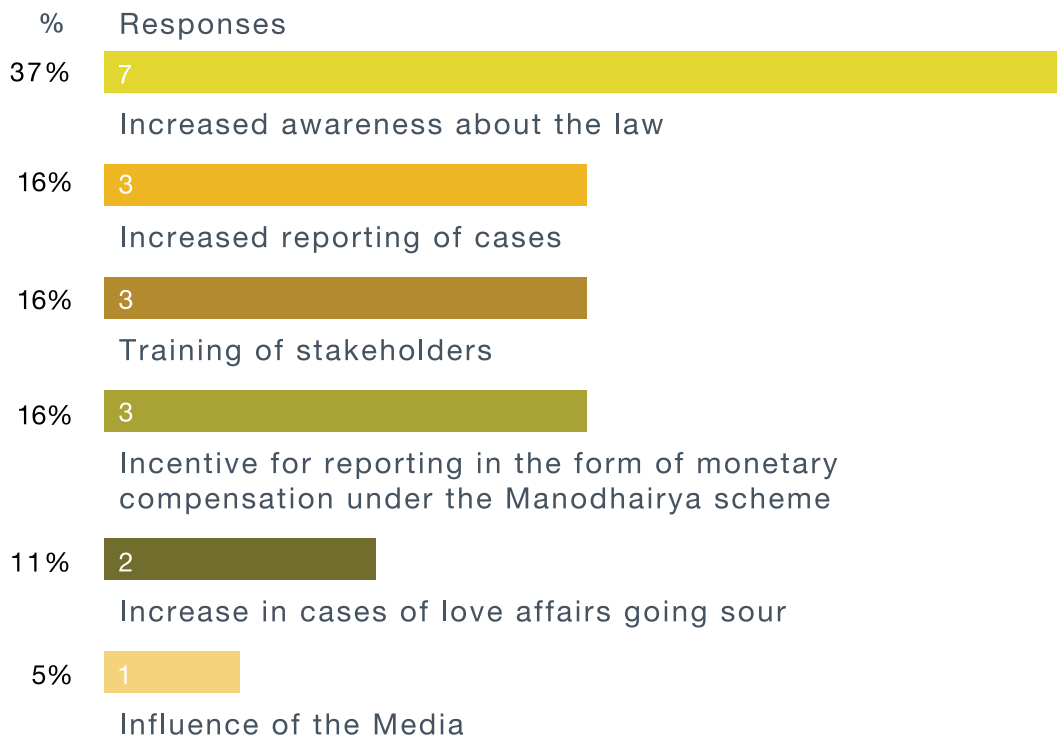 % Responses
37% 7
Increased awareness about the law
16% 3
Increased reporting of cases
16% 3
Training of stakeholders
16% 3
Incentive for reporting in the form of monetary
compensation under the Manodhairya scheme
11% 2
Increase in cases of love affairs going sour
5% 1
Influence of the Media